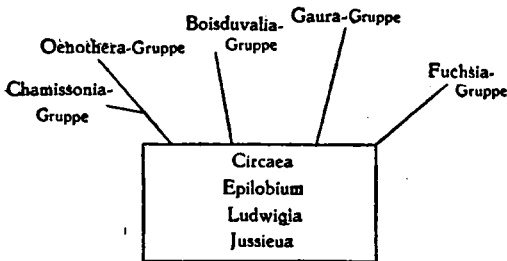 Gaura-Gruppe
Boisduvalia-
Gruppe
Oenothera-Gruppe
Fuchsia-
Gruppe
Chamissonia-
Gruppe
Circaea
Epilobium
Ludwigia
Jussieua